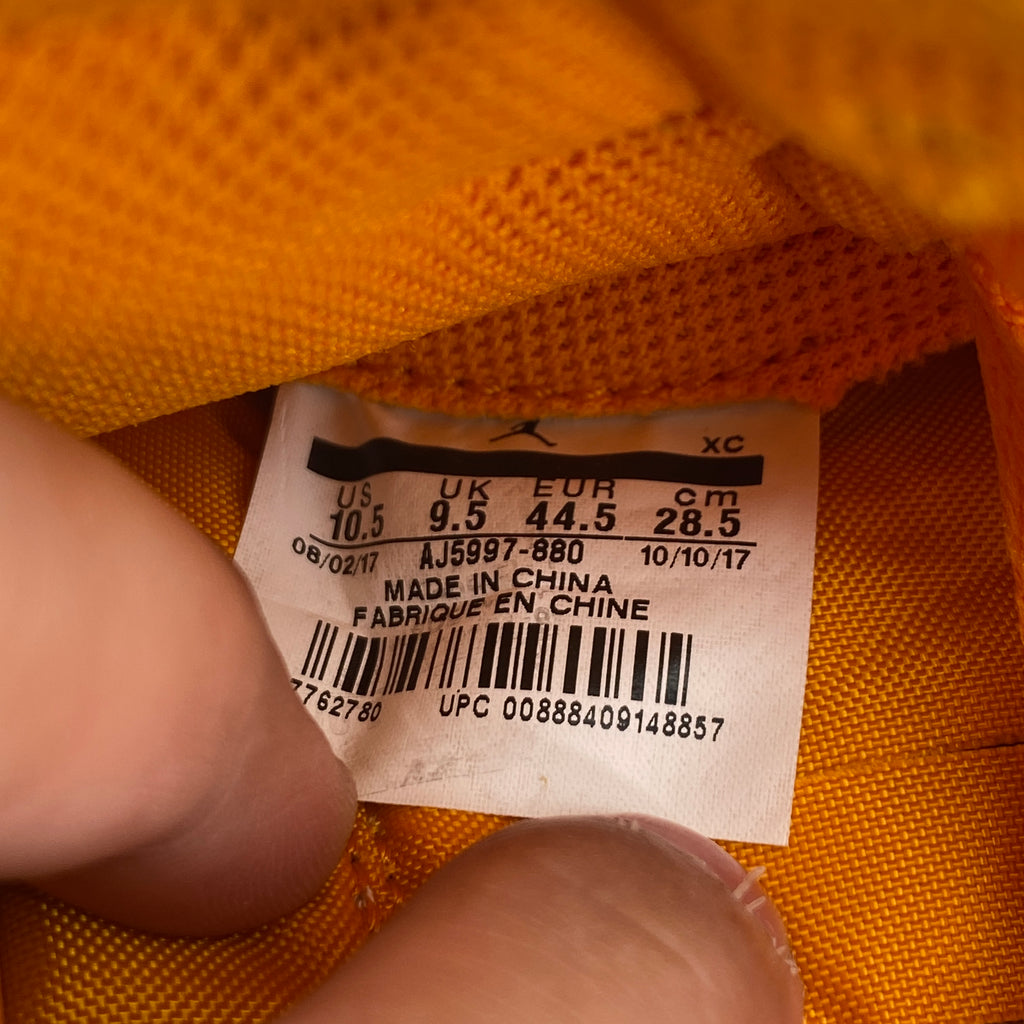 XC
US UK EUR cm
10.5 9.5 44.5 28.5
08/02/17 AJ5997-880 10/10/17
MADE IN CHINA
FABRIQUE EN CHINE
7762780 UPC 00888409148857